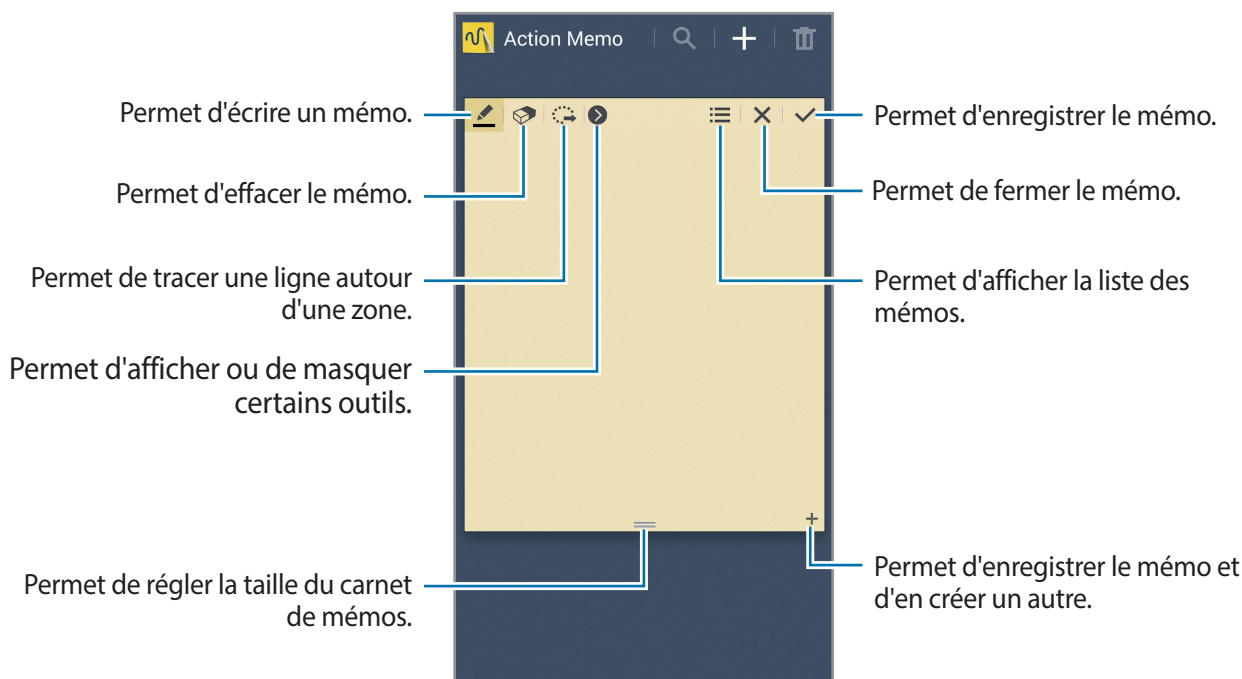 Action Memo
Permet d'écrire un mémo.
Permet d'effacer le mémo.
Permet de tracer une ligne autour
d'une zone.
Permet d'afficher ou de masquer
certains outils.
Permet de régler la taille du carnet
de mémos.
Permet d'enregistrer le mémo.
Permet de fermer le mémo.
Permet d'afficher la liste des
mémos.
Permet d'enregistrer le mémo et
d'en créer un autre.